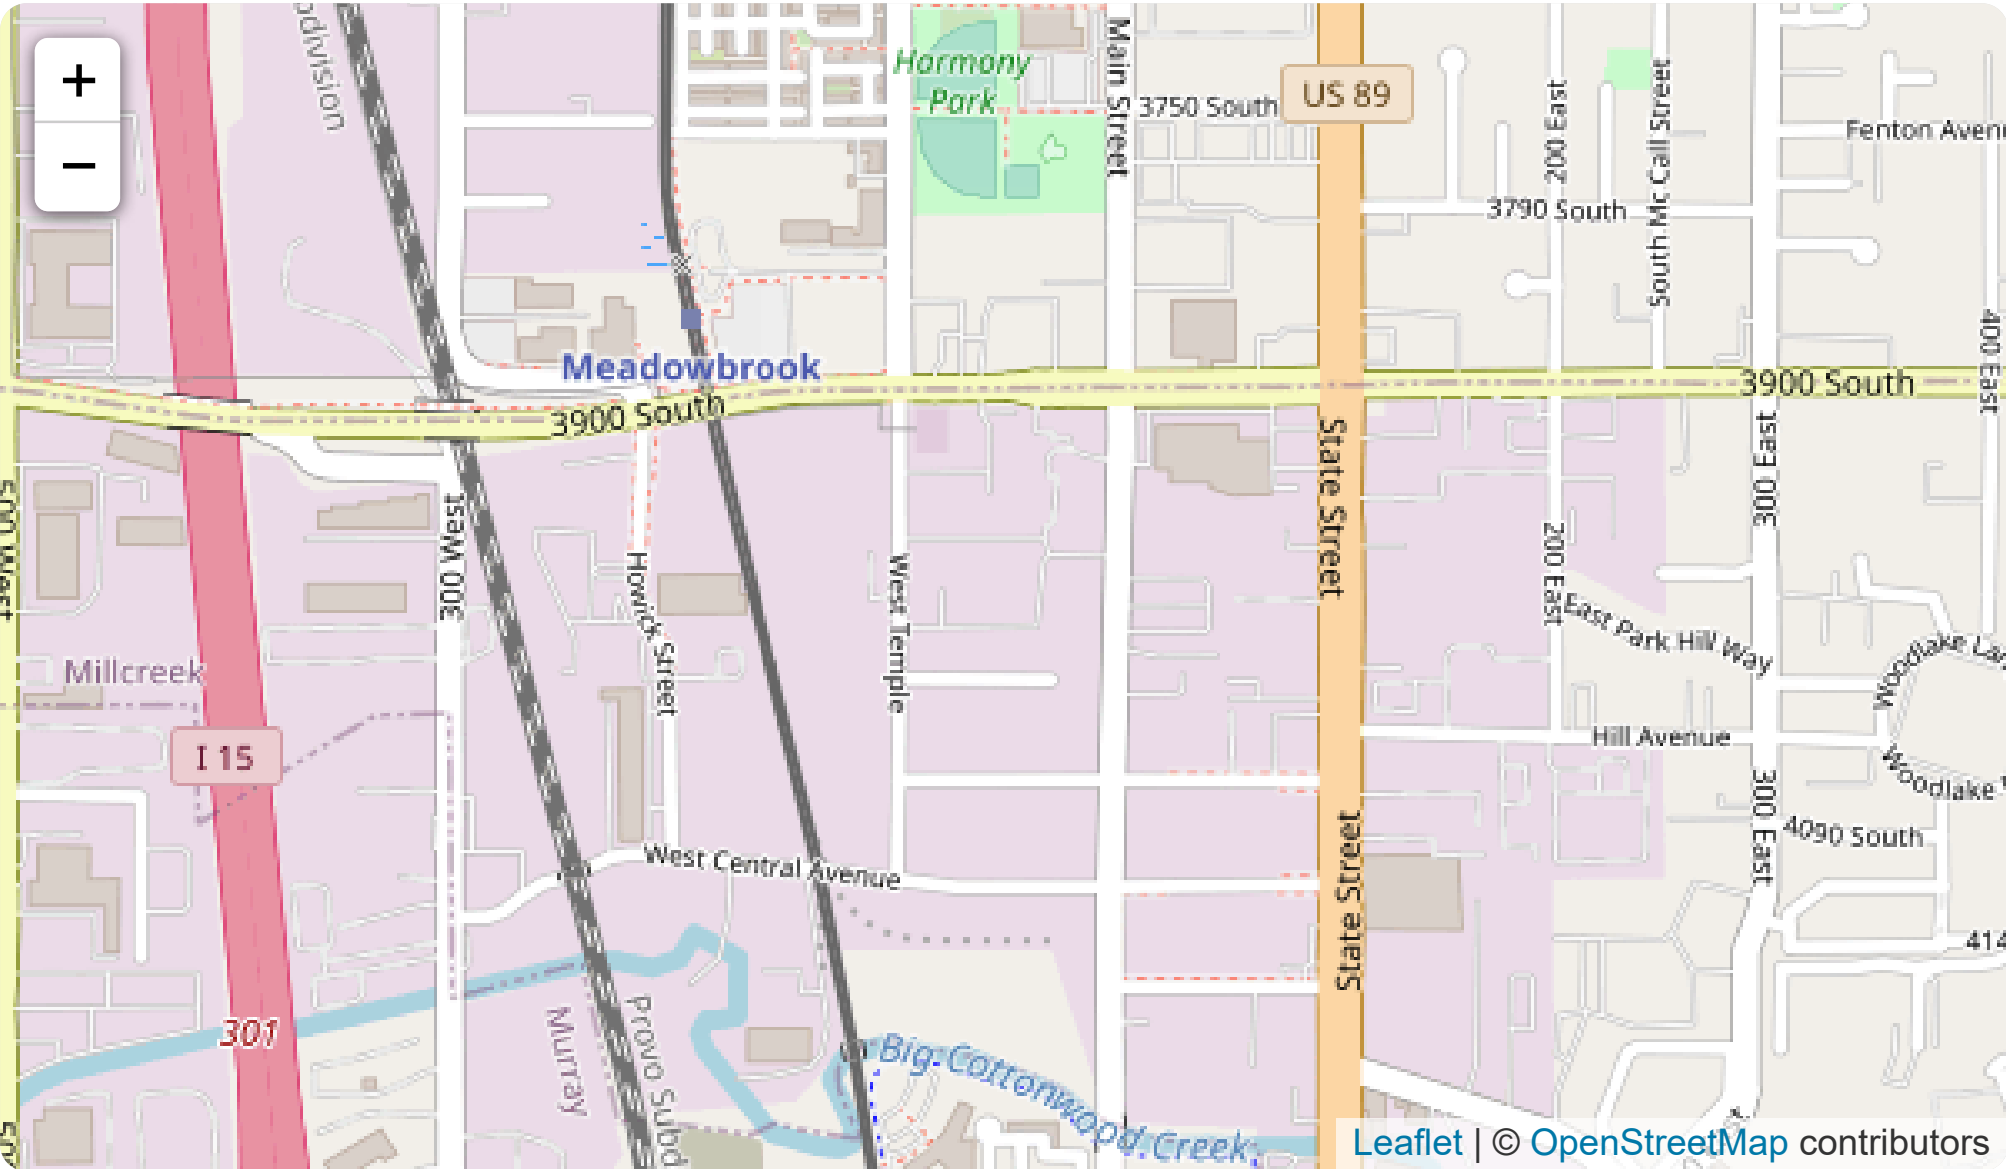 +
−
Harmony
Park
Main Street
3750 South
US 89
200 East
South Mc Call Street
Fenton
3790 South
400 East
Meadowbrook
3900 South
3900 South
State Street
300 East
500 West
300 West
Howick Street
West Temple
200 East
East Park Hill Way
Woodlake
Millcreek
I 15
Hill Avenue
Woodlake
300 East
4090 South
State Street
West Central Avenue
301
Murray
Provo Subd
Big Cottonwood Creek
414
Leaflet | © OpenStreetMap contributors